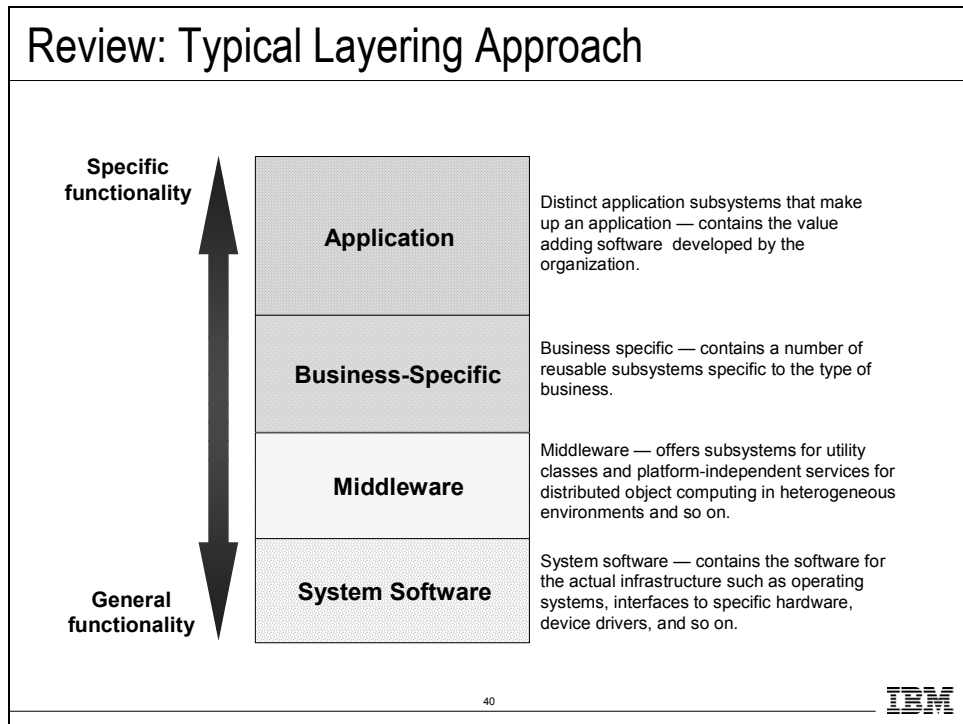 Review: Typical Layering Approach
Specific
functionality
Application
Distinct application subsystems that make
up an application — contains the value
adding software developed by the
organization.
Business-Specific
Business specific — contains a number of
reusable subsystems specific to the type of
business.
Middleware
Middleware — offers subsystems for utility
classes and platform-independent services for
distributed object computing in heterogeneous
environments and so on.
General
functionality
System Software
System software — contains the software for
the actual infrastructure such as operating
systems, interfaces to specific hardware,
device drivers, and so on.
40
IBM